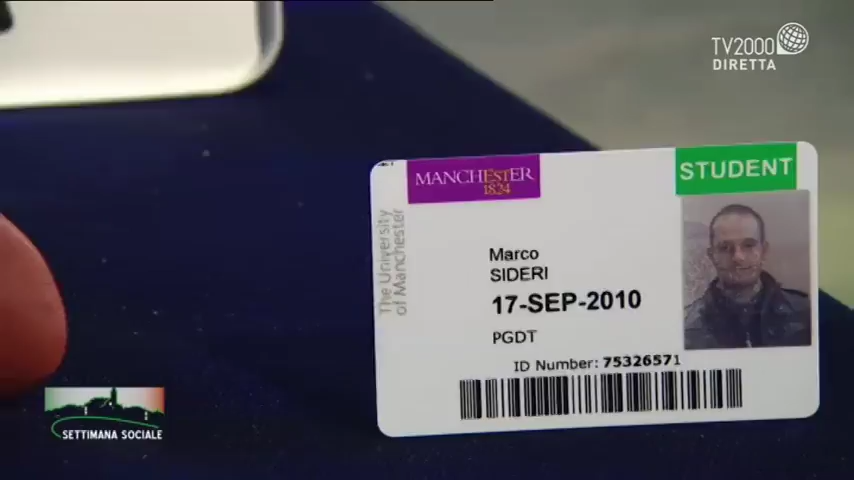 TV2000
DIRETTA
MANCHEStER
1824
STUDENT
The University
of Manchester
Marco
SIDERI
17-SEP-2010
PGDT
ID Number: 75326571
SETTIMANA SOCIALE